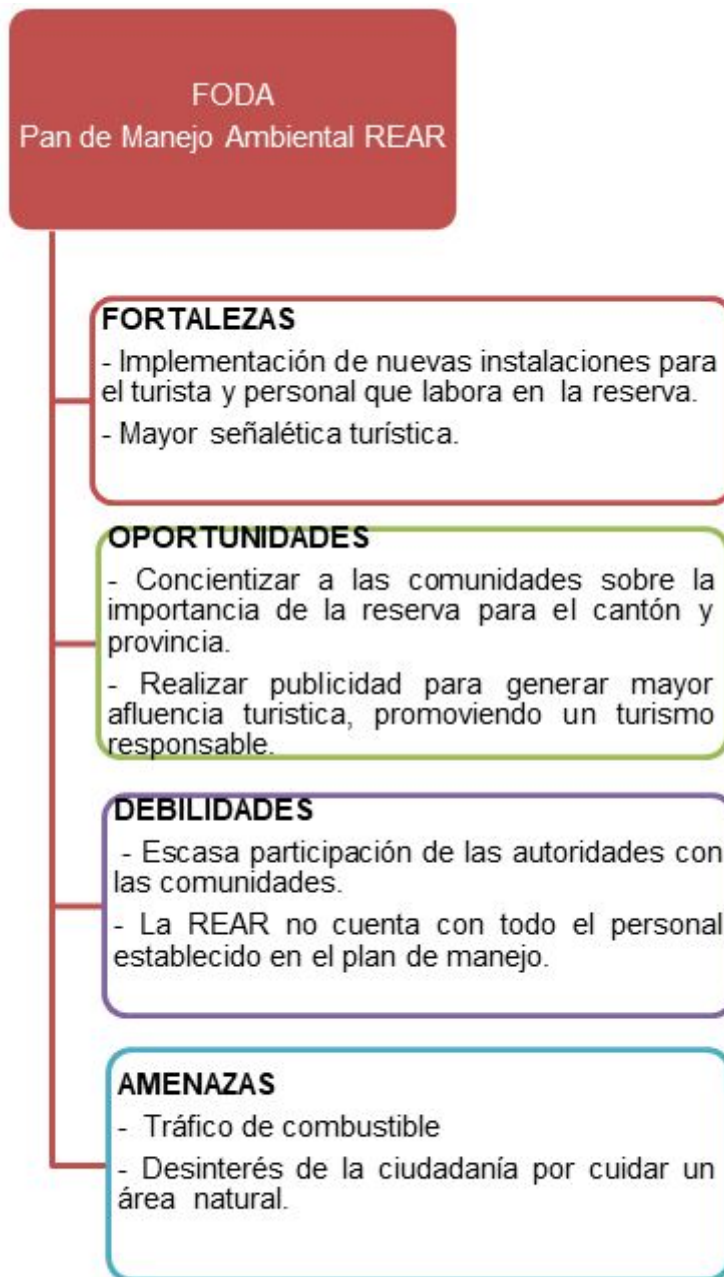 FODA
Pan de Manejo Ambiental REAR
FORTALEZAS
- Implementación de nuevas instalaciones para
el turista y personal que labora en la reserva.
- Mayor señalética turística.
OPORTUNIDADES
- Concientizar a las comunidades sobre la
importancia de la reserva para el cantón y
provincia.
- Realizar publicidad para generar mayor
afluencia turistica, promoviendo un turismo
responsable.
DEBILIDADES
- Escasa participación de las autoridades con
las comunidades.
- La REAR no cuenta con todo el personal
establecido en el plan de manejo.
AMENAZAS
- Tráfico de combustible
- Desinterés de la ciudadanía por cuidar un
área natural.